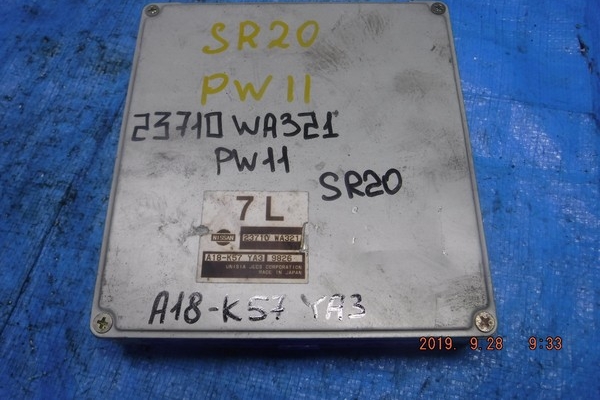 SR20
PW11
23710 WA321
PW11
SR20
7L
NISSAN 23710 WA321
A18-K57 YA3 9826
UNISIA JECS CORPORATION
MADE IN JAPAN
A18-K57 YA3
2019. 9.28 9:33